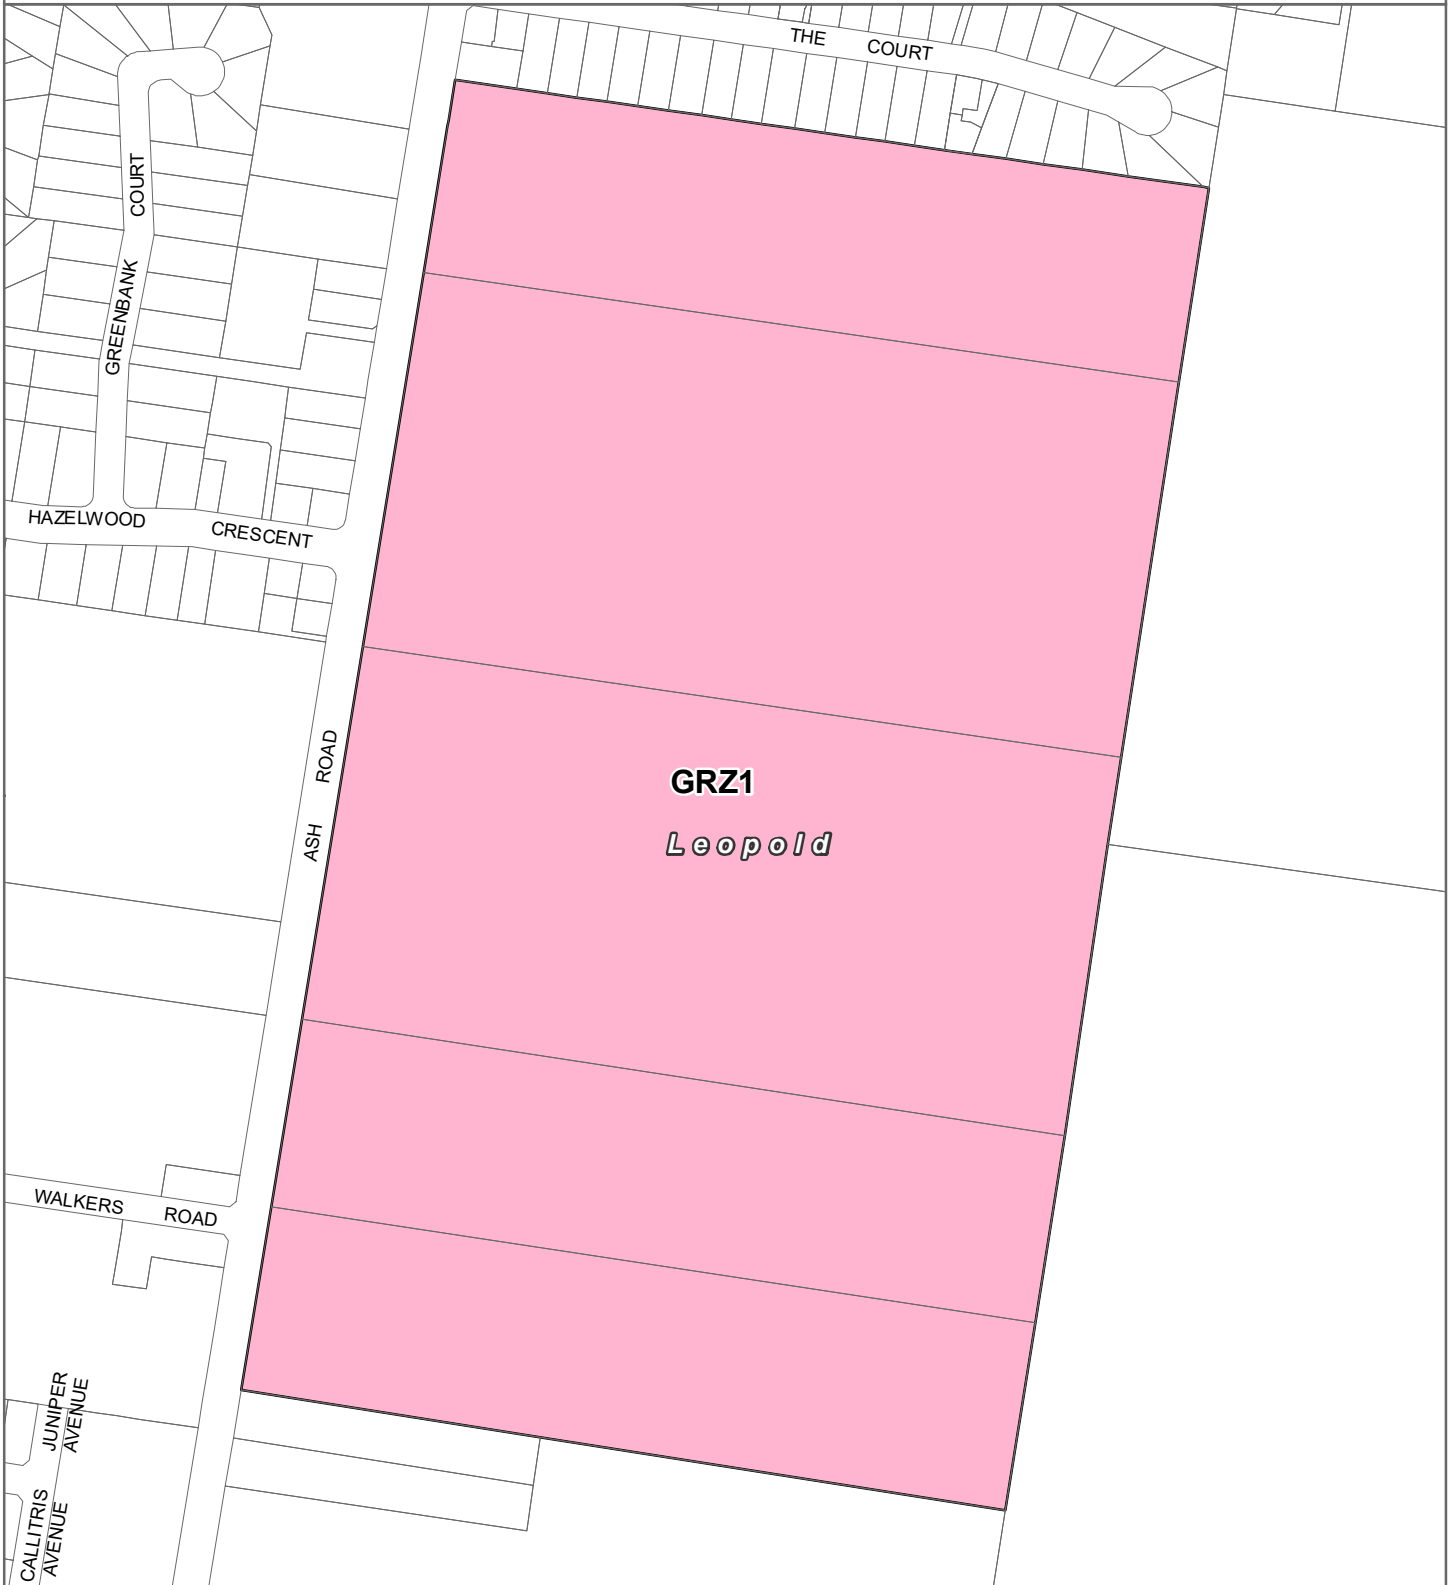 THE COURT
GREENBANK COURT
HAZELWOOD CRESCENT
ASH ROAD
GRZ1
Leopold
WALKERS ROAD
JUNIPER
AVENUE
CALLITRIS
AVENUE